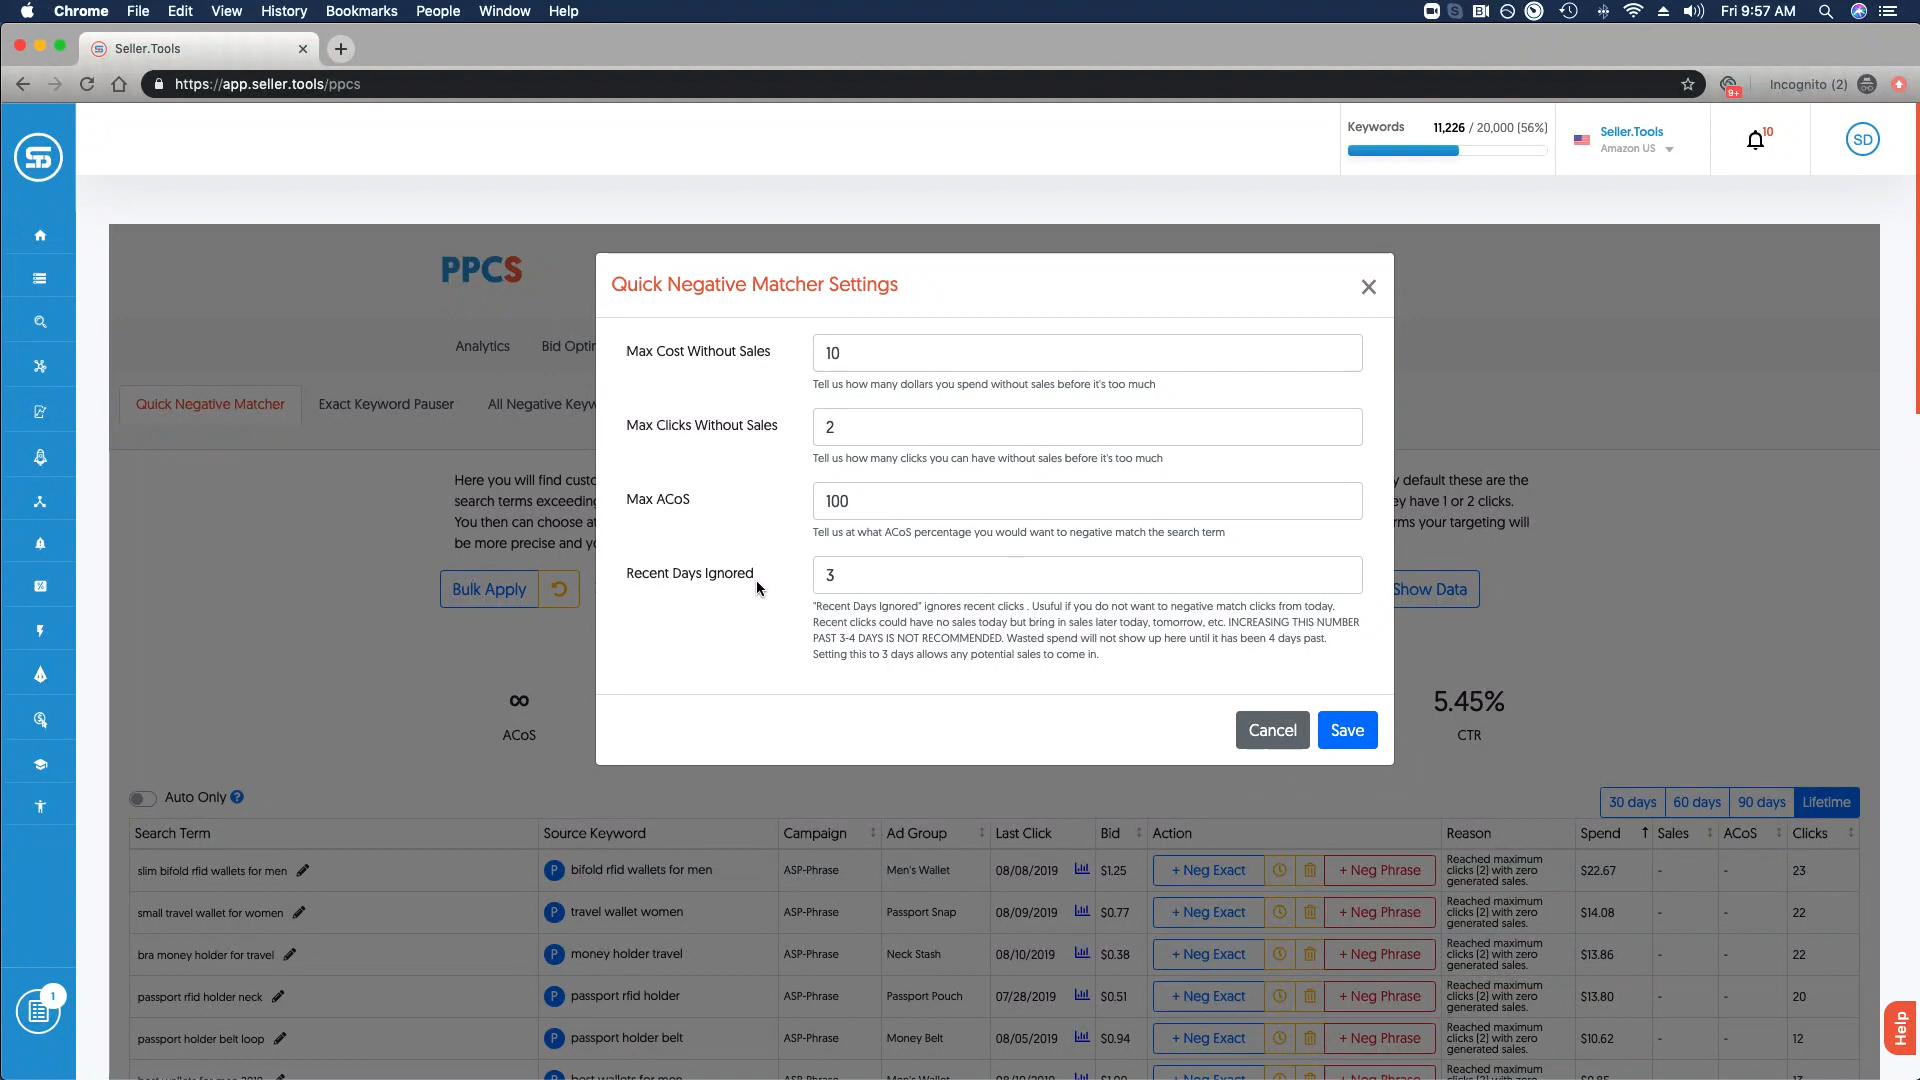 Chrome File Edit View History Bookmarks People Window Help Fri 9:57 AM
Seller.Tools
https://app.seller.tools/ppcs
9+
Incognito (2)
Keywords 11,226 / 20,000 (56%)
Seller.Tools
Amazon US
10
SD
PPCS
Quick Negative Matcher Settings
Analytics Bid Opti
Quick Negative Matcher Exact Keyword Pauser All Negative Keyw
Max Cost Without Sales 10
Tell us how many dollars you spend without sales before it's too much
Max Clicks Without Sales 2
Tell us how many clicks you can have without sales before it's too much
Max ACoS 100
Tell us at what ACoS percentage you would want to negative match the search term
Recent Days Ignored 3
"Recent Days Ignored" ignores recent clicks . Usuful if you do not want to negative match clicks from today.
Recent clicks could have no sales today but bring in sales later today, tomorrow, etc. INCREASING THIS NUMBER
PAST 3-4 DAYS IS NOT RECOMMENDED. Wasted spend will not show up here until it has been 4 days past.
Setting this to 3 days allows any potential sales to come in.
Cancel Save
Here you will find custo
y default these are the
search terms exceedin
ey have 1 or 2 clicks.
You then can choose a
rms your targeting will
be more precise and y
Bulk Apply
Show Data
∞
ACoS
5.45%
CTR
Auto Only ?
30 days 60 days 90 days Lifetime
Search Term Source Keyword Campaign Ad Group Last Click Bid Action Reason Spend Sales ACoS Clicks
slim bifold rfid wallets for men P bifold rfid wallets for men ASP-Phrase Men's Wallet 08/08/2019 $1.25 + Neg Exact + Neg Phrase Reached maximum clicks (2) with zero generated sales. $22.67 - - 23
small travel wallet for women P travel wallet women ASP-Phrase Passport Snap 08/09/2019 $0.77 + Neg Exact + Neg Phrase Reached maximum clicks (2) with zero generated sales. $14.08 - - 22
bra money holder for travel P money holder travel ASP-Phrase Neck Stash 08/10/2019 $0.38 + Neg Exact + Neg Phrase Reached maximum clicks (2) with zero generated sales. $13.86 - - 22
passport rfid holder neck P passport rfid holder ASP-Phrase Passport Pouch 07/28/2019 $0.51 + Neg Exact + Neg Phrase Reached maximum clicks (2) with zero generated sales. $13.80 - - 20
passport holder belt loop P passport holder belt ASP-Phrase Money Belt 08/05/2019 $0.94 + Neg Exact + Neg Phrase Reached maximum clicks (2) with zero generated sales. $10.62 - - 12
Reached maximum
1
Help